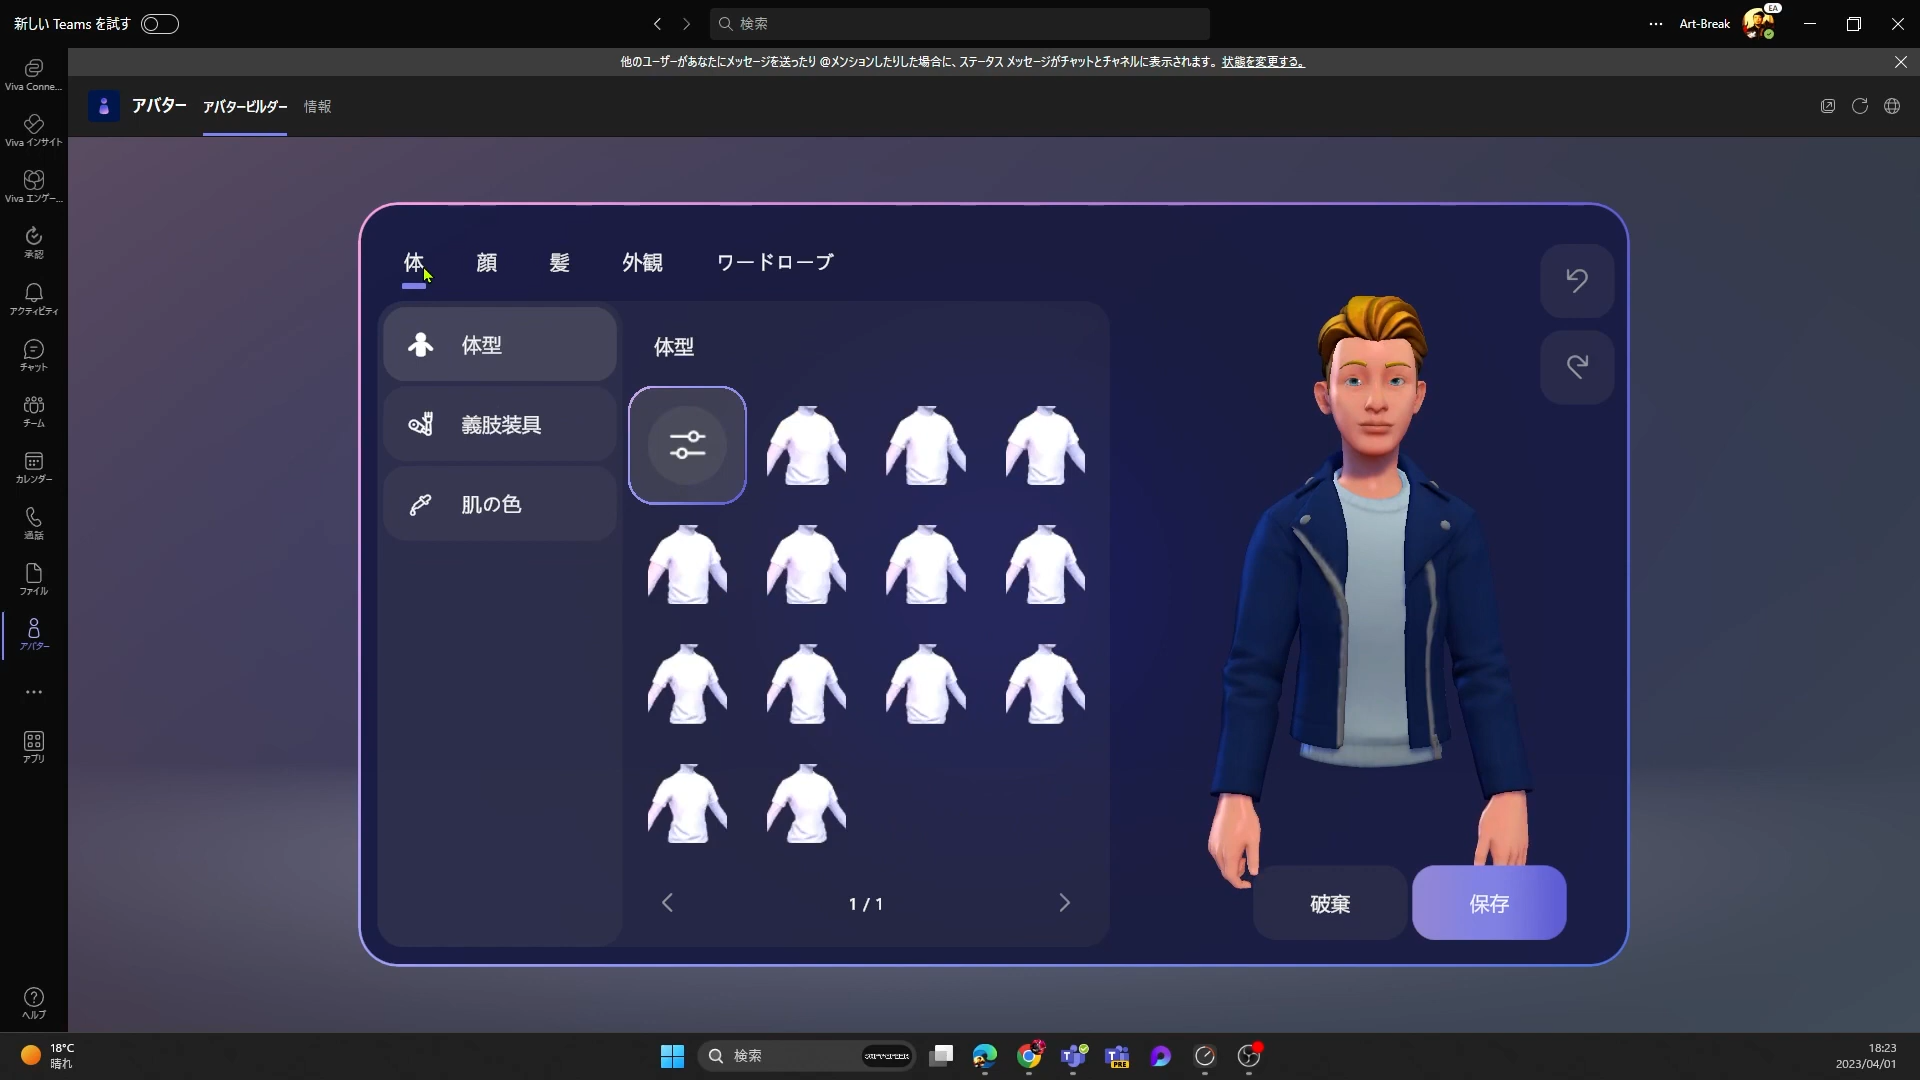 新しい Teams を試す
検索
Art-Break
EA
他のユーザーがあなたにメッセージを送ったり @メンションしたりした場合に、ステータス メッセージがチャットとチャネルに表示されます。状態を変更する。
Viva Conne...
Viva インサイト
Viva エンゲー...
承認
アクティビティ
チャット
チーム
カレンダー
通話
ファイル
アバター
アプリ
ヘルプ
アバター アバタービルダー 情報
体 顔 髪 外観 ワードローブ
体型
義肢装具
肌の色
体型
1 / 1
破棄 保存
18°C
晴れ
検索
PRE
18:23
2023/04/01